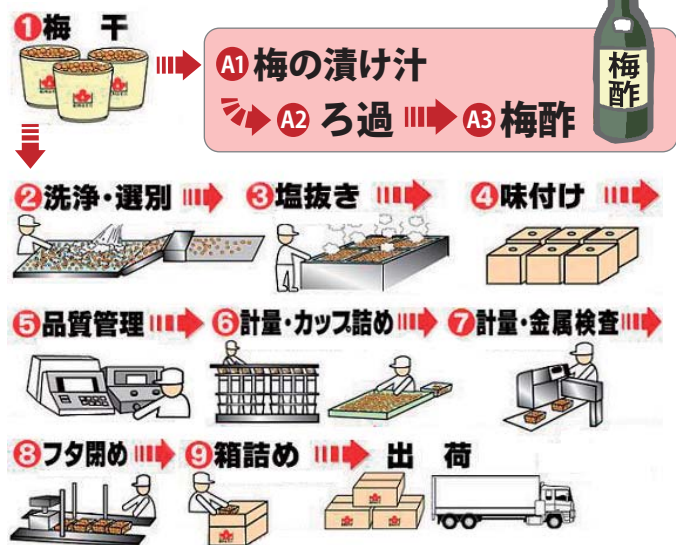 ❶梅 干
A1 梅の漬け汁
A2 ろ過 A3 梅酢
梅酢
❷洗浄・選別 ❸塩抜き ❹味付け
❺品質管理 ❻計量・カップ詰め ❼計量・金属検査
❽フタ閉め ❾箱詰め 出 荷